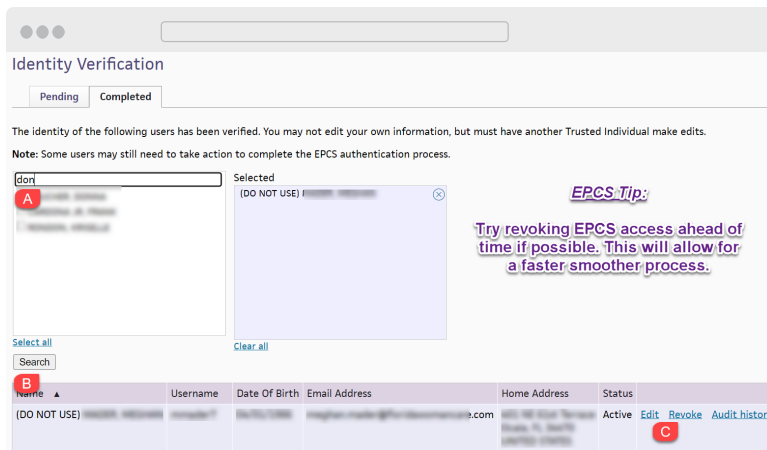 Identity Verification
Pending Completed
The identity of the following users has been verified. You may not edit your own information, but must have another Trusted Individual make edits.
Note: Some users may still need to take action to complete the EPCS authentication process.
don
Selected
A
(DO NOT USE)
EPCS Tip:
Try revoking EPCS access ahead of
time if possible. This will allow for
a faster smoother process.
Select all
Clear all
Search
B
Name ▲ Username Date Of Birth Email Address Home Address Status
(DO NOT USE) .com Active Edit Revoke Audit histor
C